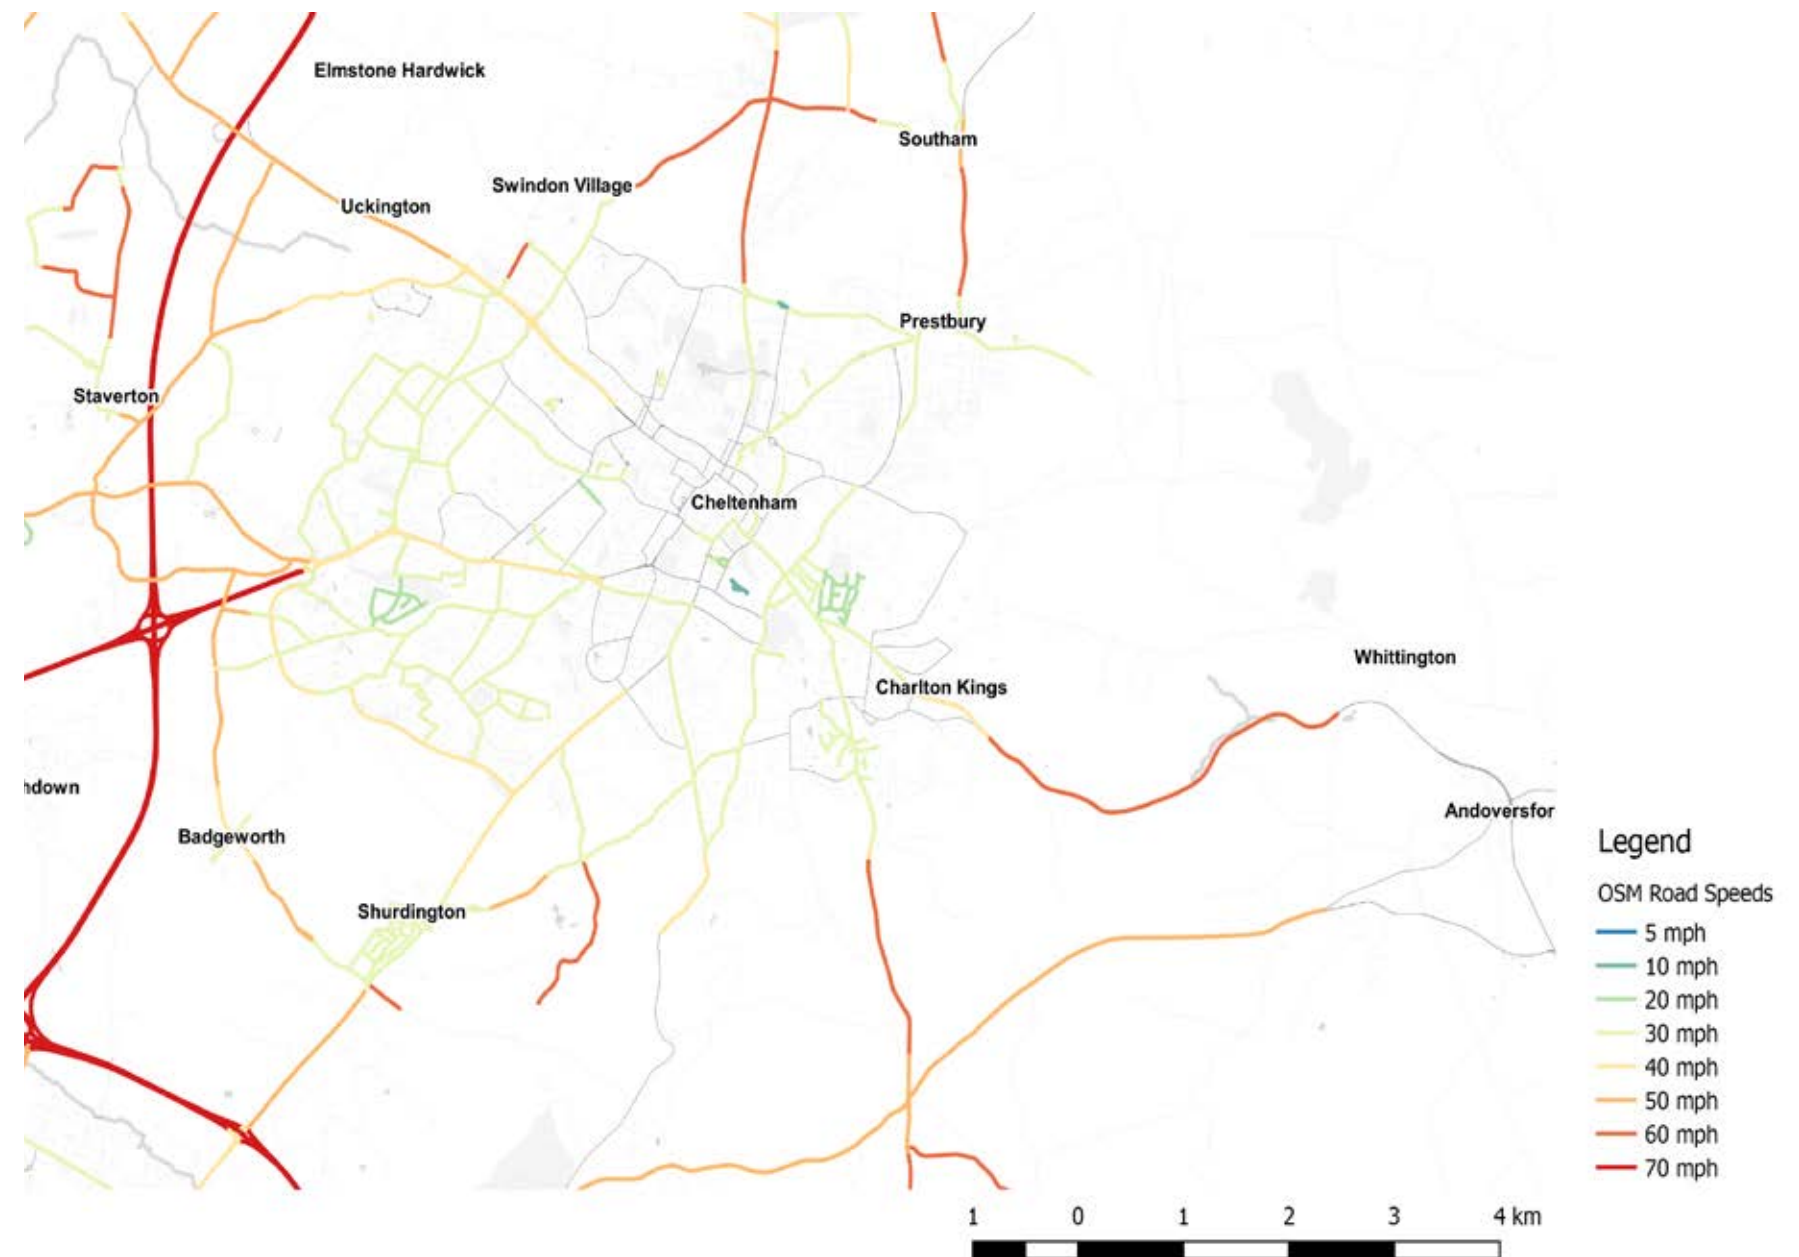 Elmstone Hardwick
Southam
Swindon Village
Uckington
Prestbury
Staverton
Cheltenham
Whittington
Charlton Kings
hdown
Andoversfor
Badgeworth
Shurdington
Legend
OSM Road Speeds
5 mph
10 mph
20 mph
30 mph
40 mph
50 mph
60 mph
70 mph
1 0 1 2 3 4 km